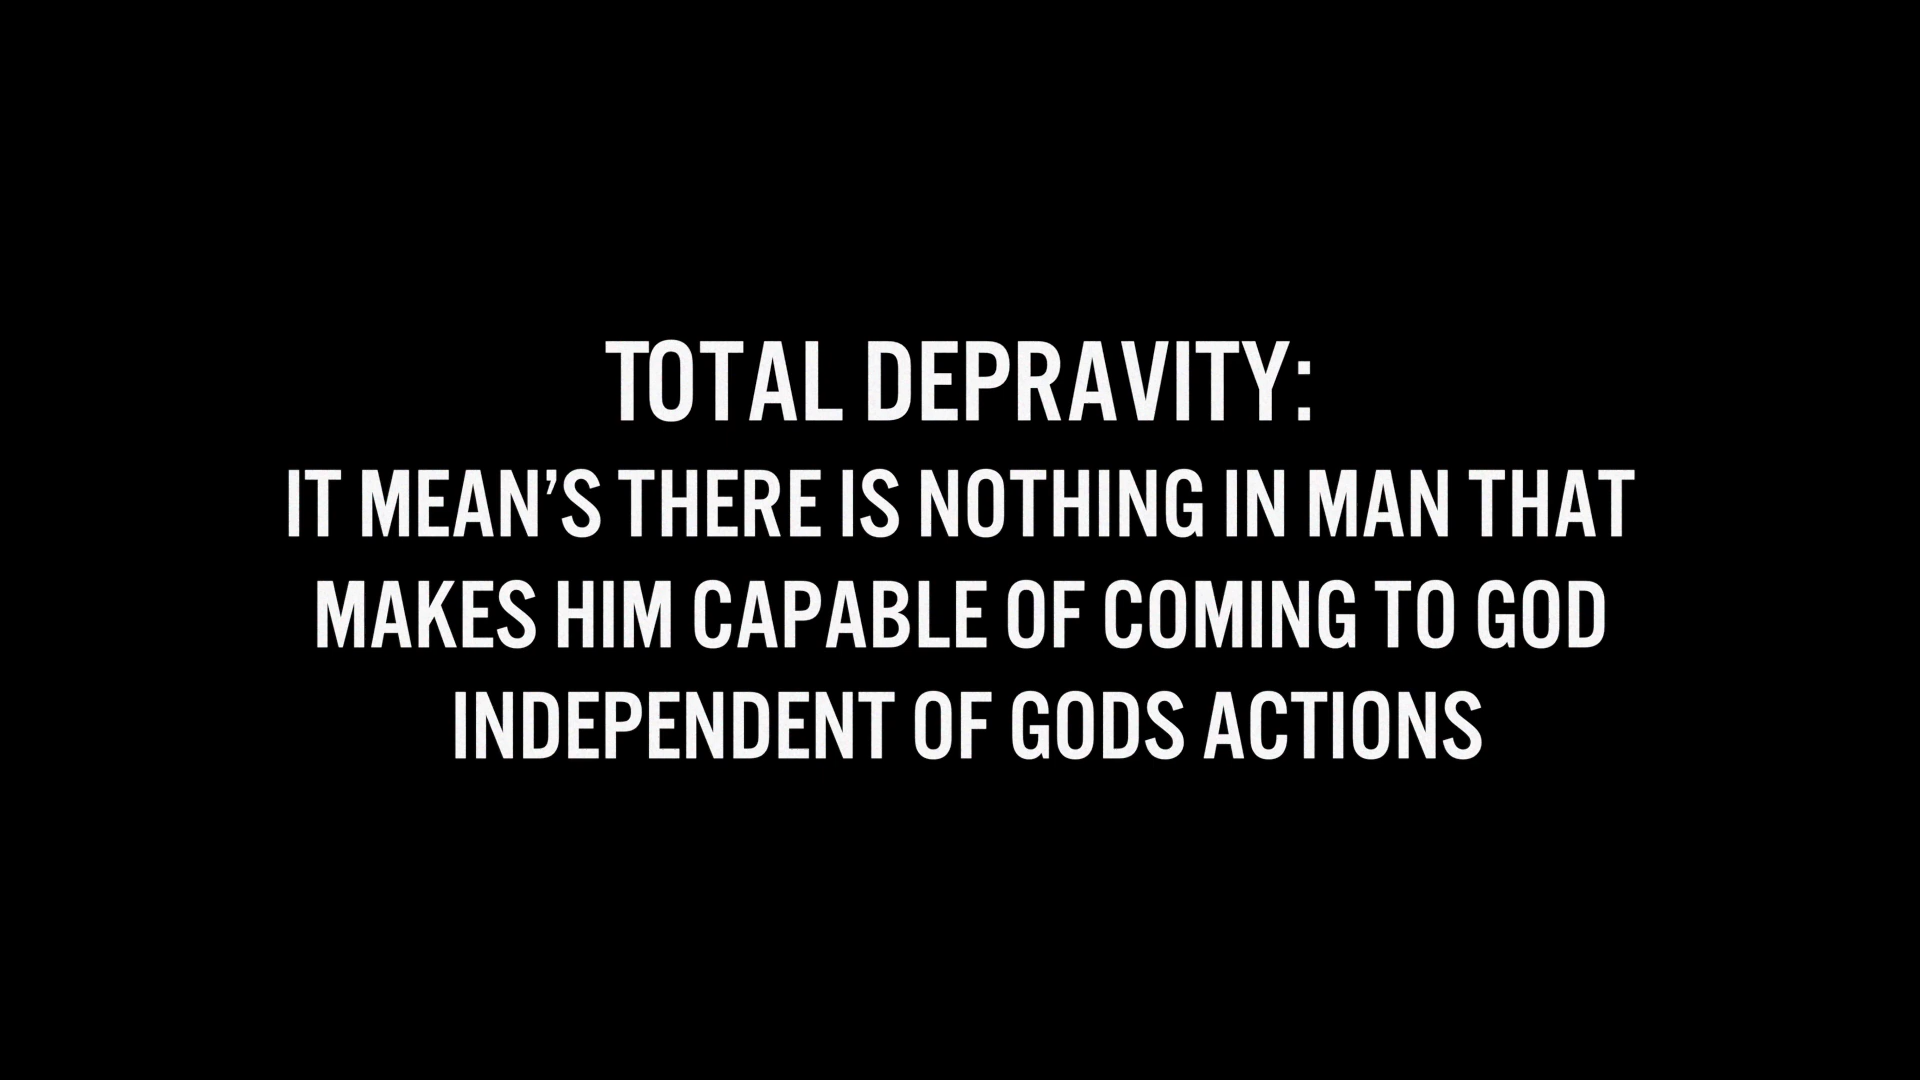 TOTAL DEPRAVITY:
IT MEAN’S THERE IS NOTHING IN MAN THAT
MAKES HIM CAPABLE OF COMING TO GOD
INDEPENDENT OF GODS ACTIONS